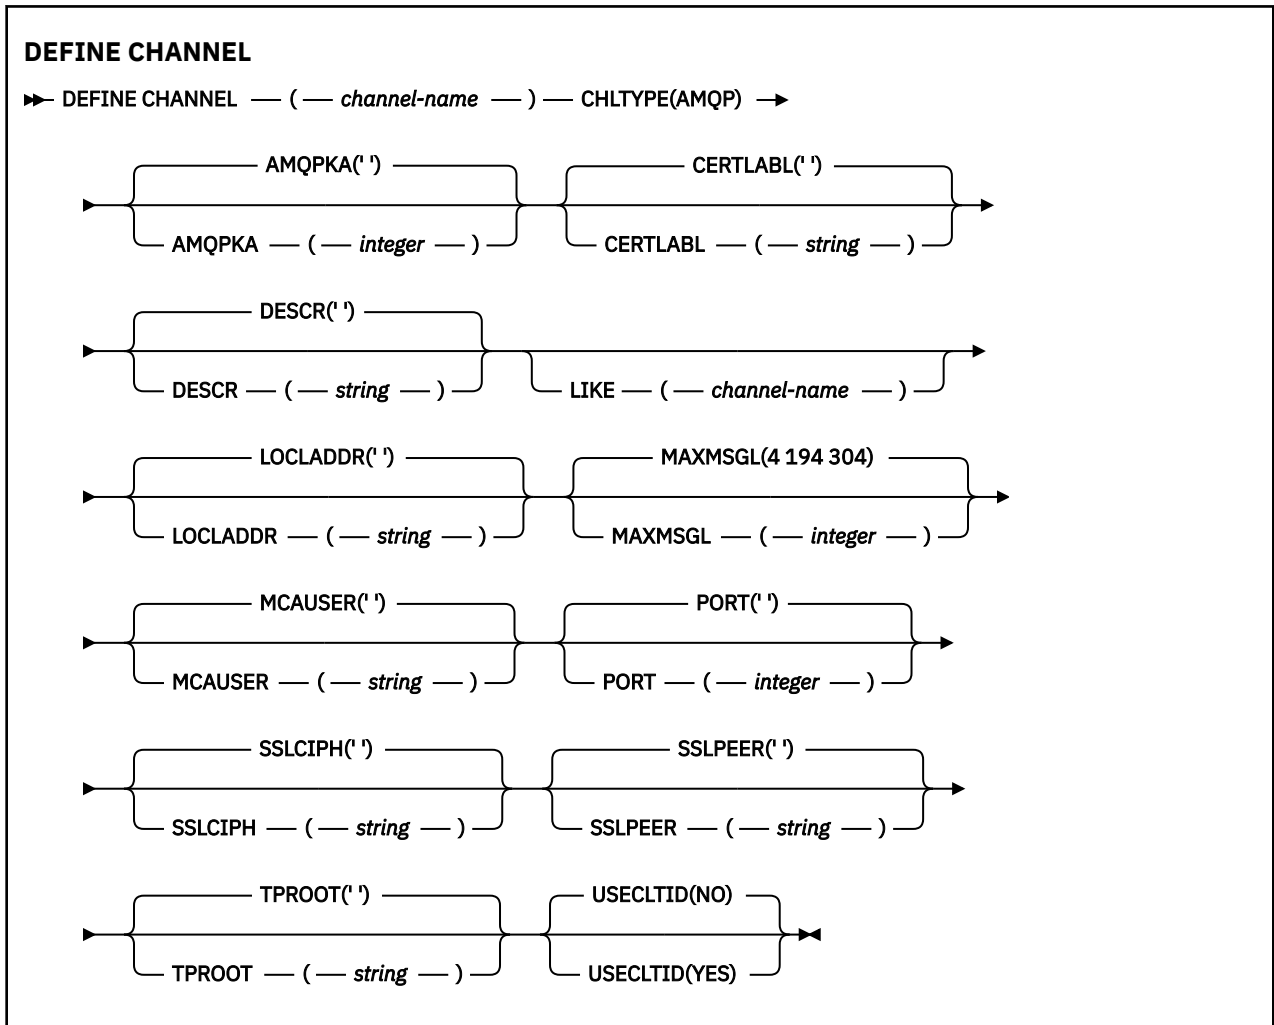 DEFINE CHANNEL
DEFINE CHANNEL ( channel-name ) CHLTYPE(AMQP)
AMQPKA(' ') CERTLABL(' ')
AMQPKA ( integer ) CERTLABL ( string )
DESCR(' ')
DESCR ( string ) LIKE ( channel-name )
LOCLADDR(' ') MAXMSGL(4 194 304)
LOCLADDR ( string ) MAXMSGL ( integer )
MCAUSER(' ') PORT(' ')
MCAUSER ( string ) PORT ( integer )
SSLCIPH(' ') SSLPEER(' ')
SSLCIPH ( string ) SSLPEER ( string )
TPROOT(' ') USECLTID(NO)
TPROOT ( string ) USECLTID(YES)